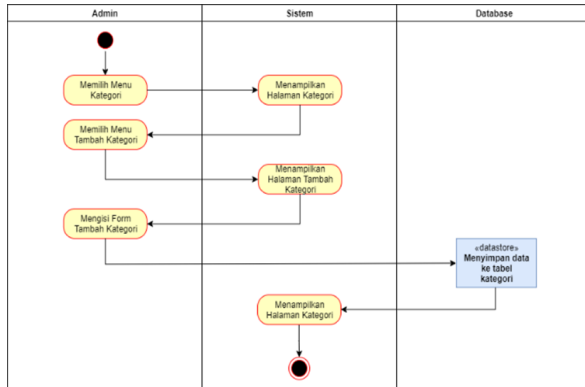 Admin
Sistem
Database
Memilih Menu
Kategori
Menampilkan
Halaman Kategori
Memilih Menu
Tambah Kategori
Menampilkan
Halaman Tambah
Kategori
Mengisi Form
Tambah Kategori
«datastore»
Menyimpan data
ke tabel
kategori
Menampilkan
Halaman Kategori